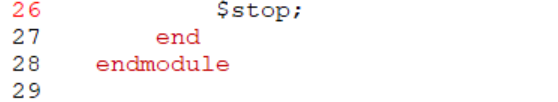 26 $stop;
27 end
28 endmodule
29